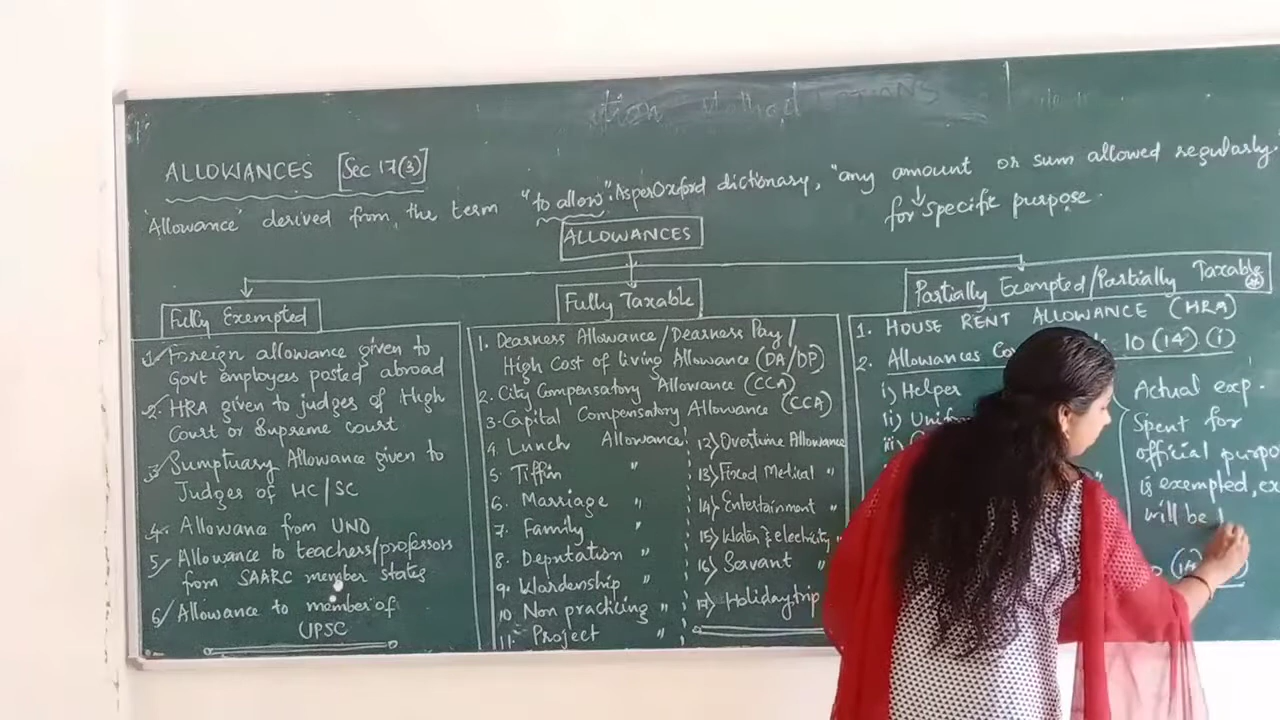 ALLOWANCES [Sec 17(3)]
'Allowance' derived from the term "to allow". As per Oxford dictionary, "any amount or sum allowed regularly.
for specific purpose.
ALLOWANCES
Fully Exempted
1. Foreign allowance given to
Govt employees posted abroad
2. HRA given to judges of High
Court or Supreme court
3. Sumptuary Allowance given to
Judges of HC/SC
4. Allowance from UNO
5. Allowance to teachers/professors
from SAARC member states
6. Allowance to member of
UPSC
Fully Taxable
1. Dearness Allowance/Dearness Pay/
High Cost of living Allowance (DA/DP)
2. City Compensatory Allowance (CCA)
3. Capital Compensatory Allowance (CCA)
4. Lunch Allowance
5. Tiffin "
6. Marriage "
7. Family "
8. Deputation "
9. Wardenship "
10. Non practicing "
11. Project "
12) Overtime Allowance
13) Fixed Medical "
14) Entertainment "
15) Water & electricity "
16) Servant "
17) Holiday trip
Partially Exempted/Partially Taxable
1. HOUSE RENT ALLOWANCE (HRA)
2. Allowances 10 (14) (i)
i) Helper
ii)
iii)
Actual exp.
Spent for
official
is exempted,
will be